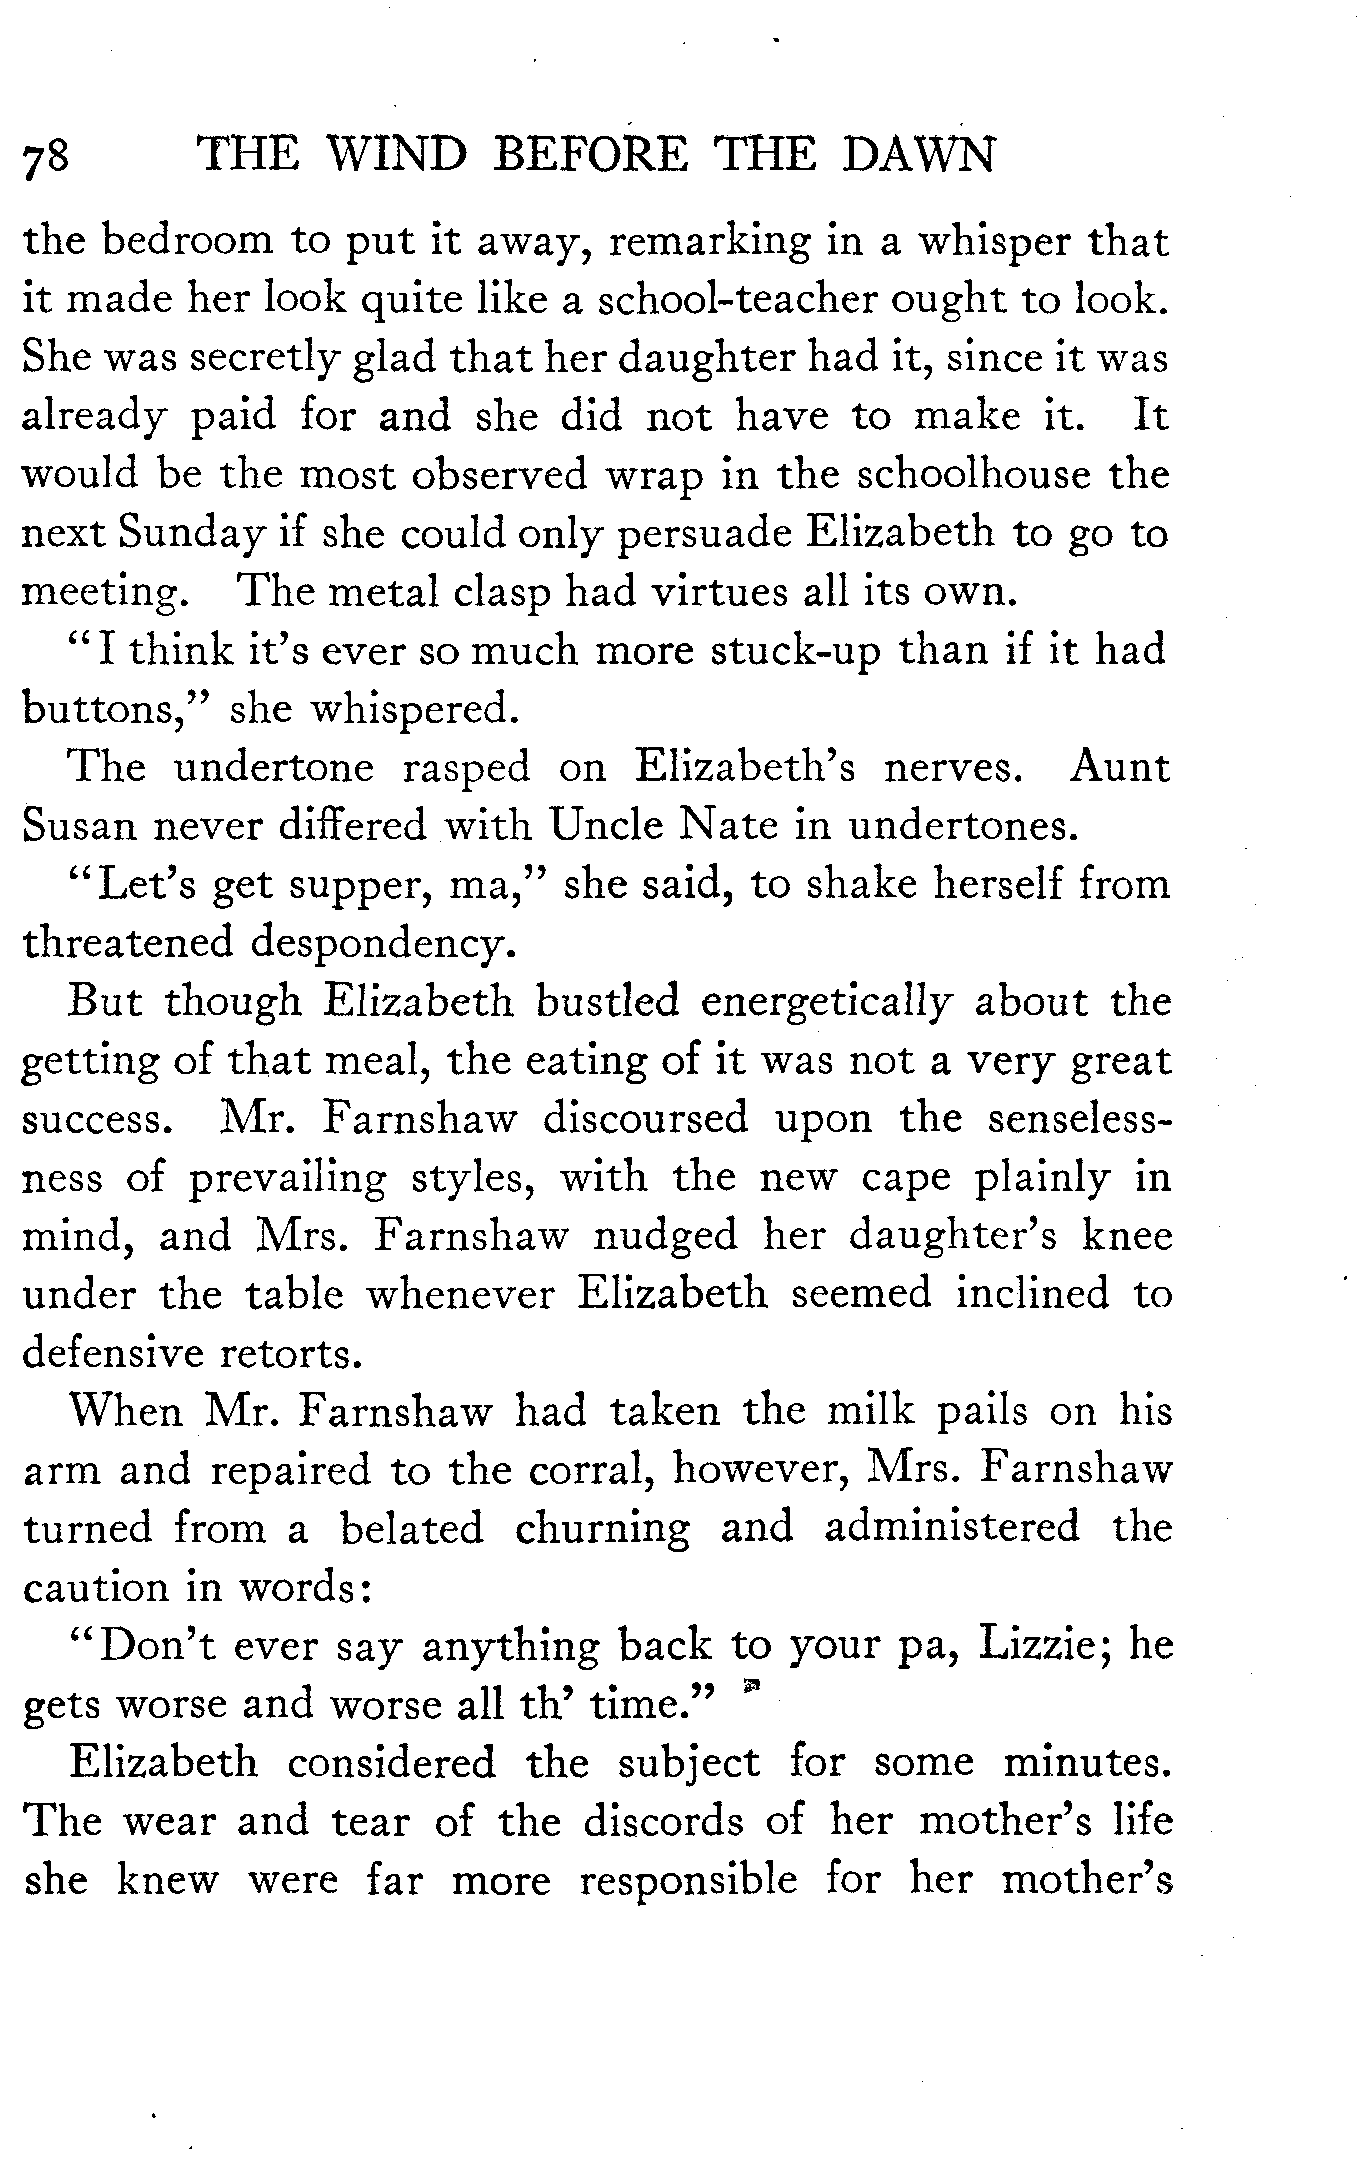 78 THE WIND BEFORE THE DAWN
the bedroom to put it away, remarking in a whisper that
it made her look quite like a school-teacher ought to look.
She was secretly glad that her daughter had it, since it was
already paid for and she did not have to make it. It
would be the most observed wrap in the schoolhouse the
next Sunday if she could only persuade Elizabeth to go to
meeting. The metal clasp had virtues all its own.
“I think it’s ever so much more stuck-up than if it had
buttons,” she whispered.
The undertone rasped on Elizabeth’s nerves. Aunt
Susan never differed with Uncle Nate in undertones.
“Let’s get supper, ma,” she said, to shake herself from
threatened despondency.
But though Elizabeth bustled energetically about the
getting of that meal, the eating of it was not a very great
success. Mr. Farnshaw discoursed upon the senseless-
ness of prevailing styles, with the new cape plainly in
mind, and Mrs. Farnshaw nudged her daughter’s knee
under the table whenever Elizabeth seemed inclined to
defensive retorts.
When Mr. Farnshaw had taken the milk pails on his
arm and repaired to the corral, however, Mrs. Farnshaw
turned from a belated churning and administered the
caution in words:
“Don’t ever say anything back to your pa, Lizzie; he
gets worse and worse all th’ time.”
Elizabeth considered the subject for some minutes.
The wear and tear of the discords of her mother’s life
she knew were far more responsible for her mother’s